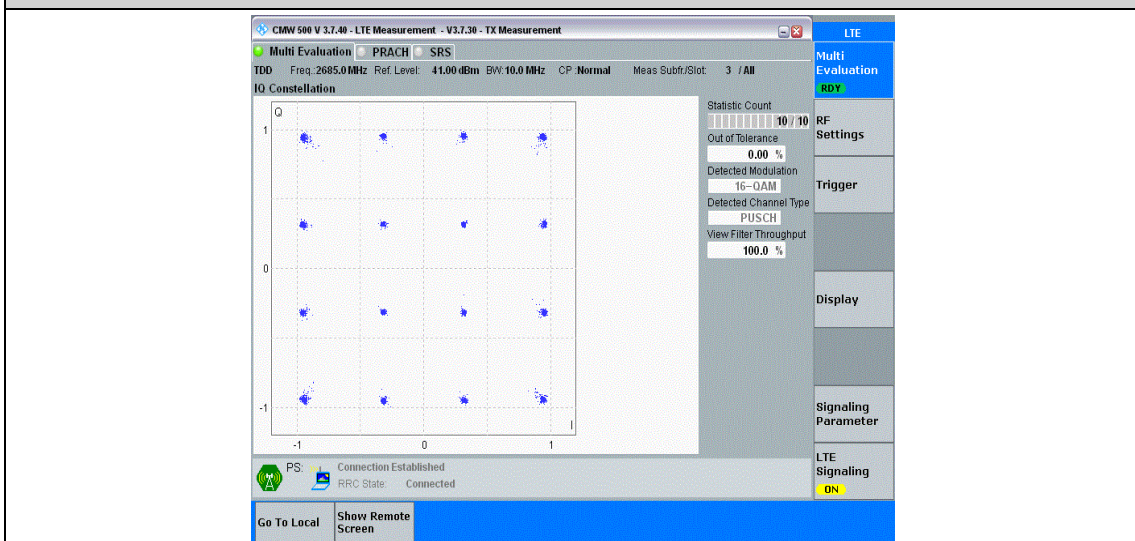 CMW 500 V 3.7.40 - LTE Measurement - V3.7.30 - TX Measurement
LTE
Multi Evaluation PRACH SRS
Multi
Evaluation
RDY
TDD Freq.:2685.0 MHz Ref. Level: 41.00 dBm BW:10.0 MHz CP :Normal Meas Subfr./Slot: 3 / All
IQ Constellation
Q
1
0
-1
-1 0 1
I
Statistic Count
10 / 10
Out of Tolerance
0.00 %
Detected Modulation
16-QAM
Detected Channel Type
PUSCH
View Filter Throughput
100.0 %
RF
Settings
Trigger
Display
Signaling
Parameter
LTE
Signaling
ON
PS: Connection Established
RRC State: Connected
Go To Local
Show Remote
Screen